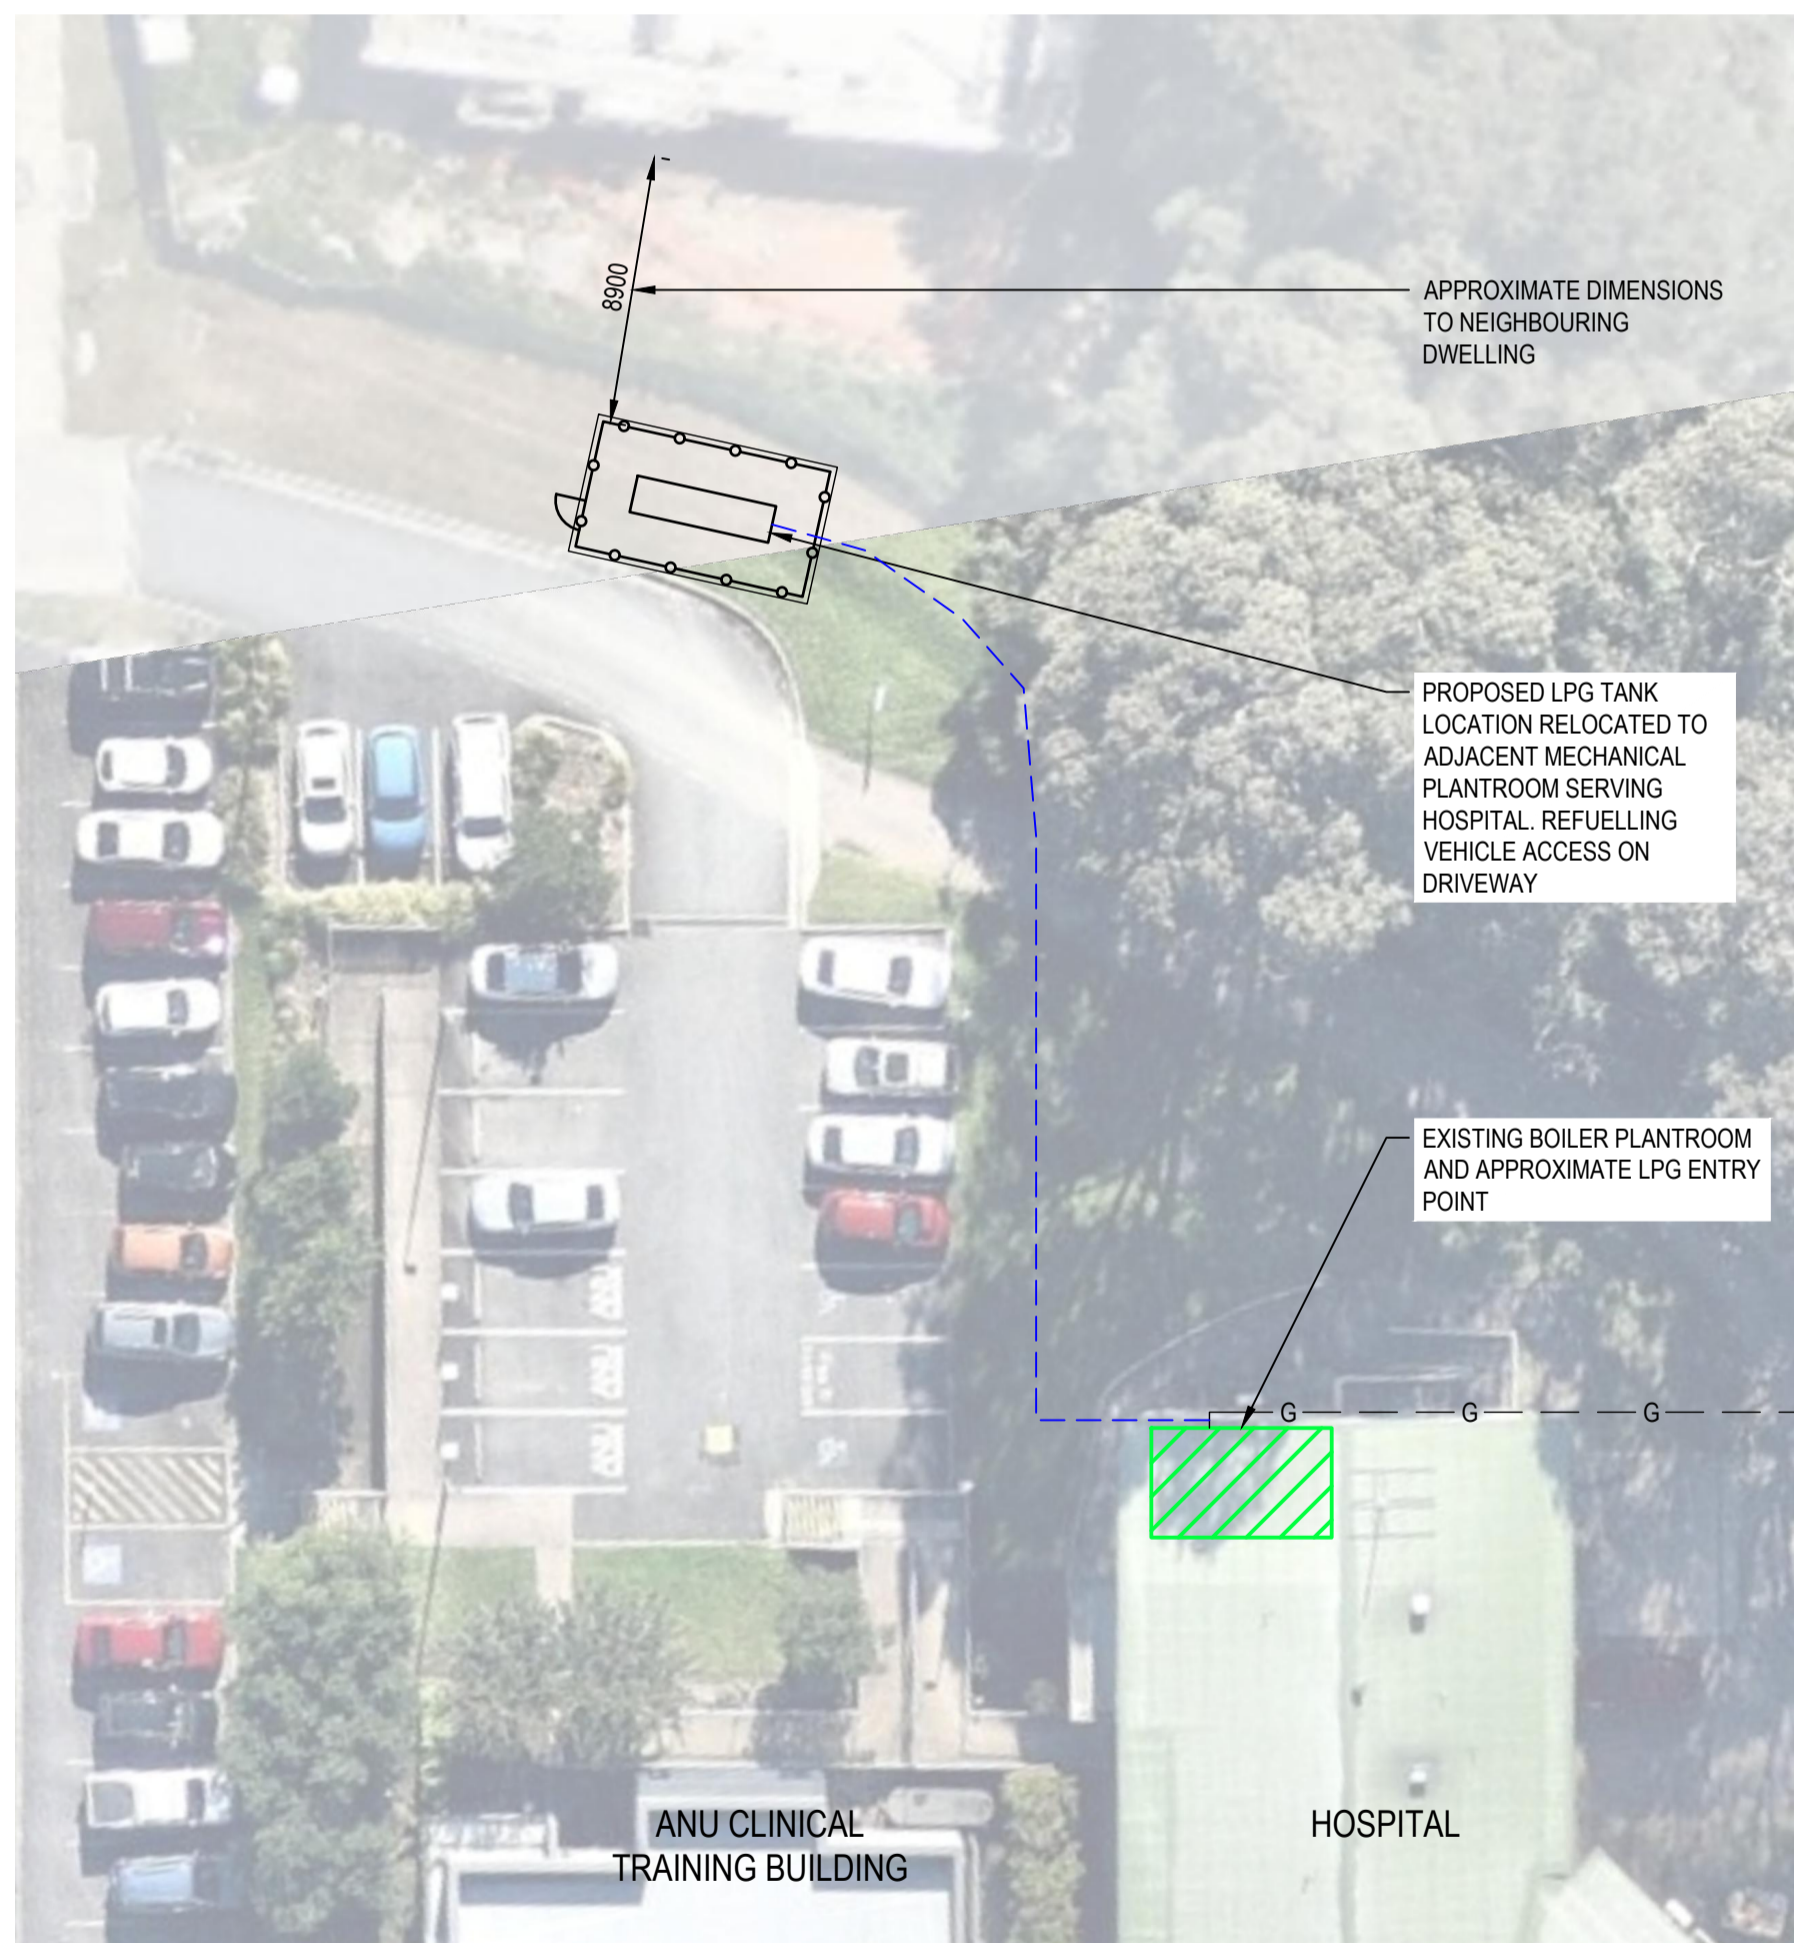 8900
APPROXIMATE DIMENSIONS
TO NEIGHBOURING
DWELLING
PROPOSED LPG TANK
LOCATION RELOCATED TO
ADJACENT MECHANICAL
PLANTROOM SERVING
HOSPITAL. REFUELLING
VEHICLE ACCESS ON
DRIVEWAY
EXISTING BOILER PLANTROOM
AND APPROXIMATE LPG ENTRY
POINT
G G G
ANU CLINICAL
TRAINING BUILDING
HOSPITAL